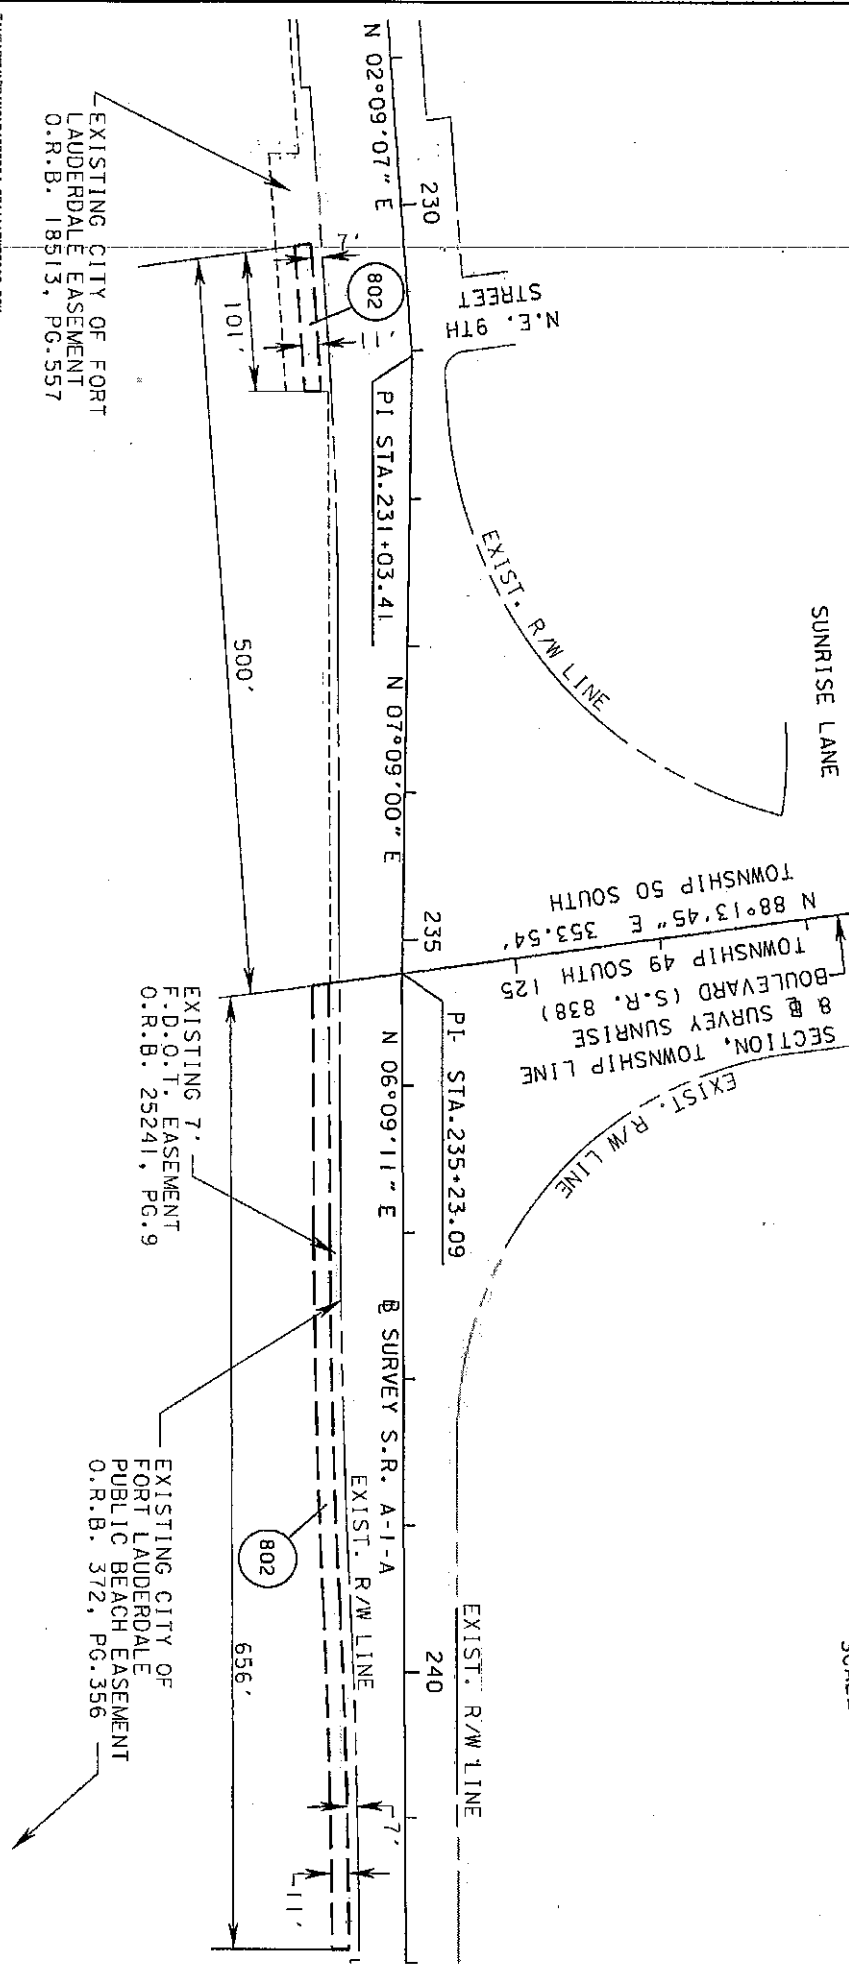 N 02°09'07" E
230
N.E. 9TH
STREET
7'
802
11'
101'
EXISTING CITY OF FORT
LAUDERDALE EASEMENT
O.R.B. 18513, PG.557
PI STA.231+03.41
EXIST. R/W LINE
SUNRISE LANE
500'
N 07°09'00" E
235
TOWNSHIP 50 SOUTH
N 88°13'45" E 353.54'
TOWNSHIP 49 SOUTH 125
BOULEVARD (S.R. 838)
& B SURVEY SUNRISE
SECTION, TOWNSHIP LINE
EXIST. R/W LINE
PI STA.235+23.09
N 06°09'11" E
EXISTING 7'
F.D.O.T. EASEMENT
O.R.B. 25241, PG.9
B SURVEY S.R. A-1-A
EXIST. R/W LINE
802
EXISTING CITY OF
FORT LAUDERDALE
PUBLIC BEACH EASEMENT
O.R.B. 372, PG.356
656'
240
EXIST. R/W LINE
7'
11'